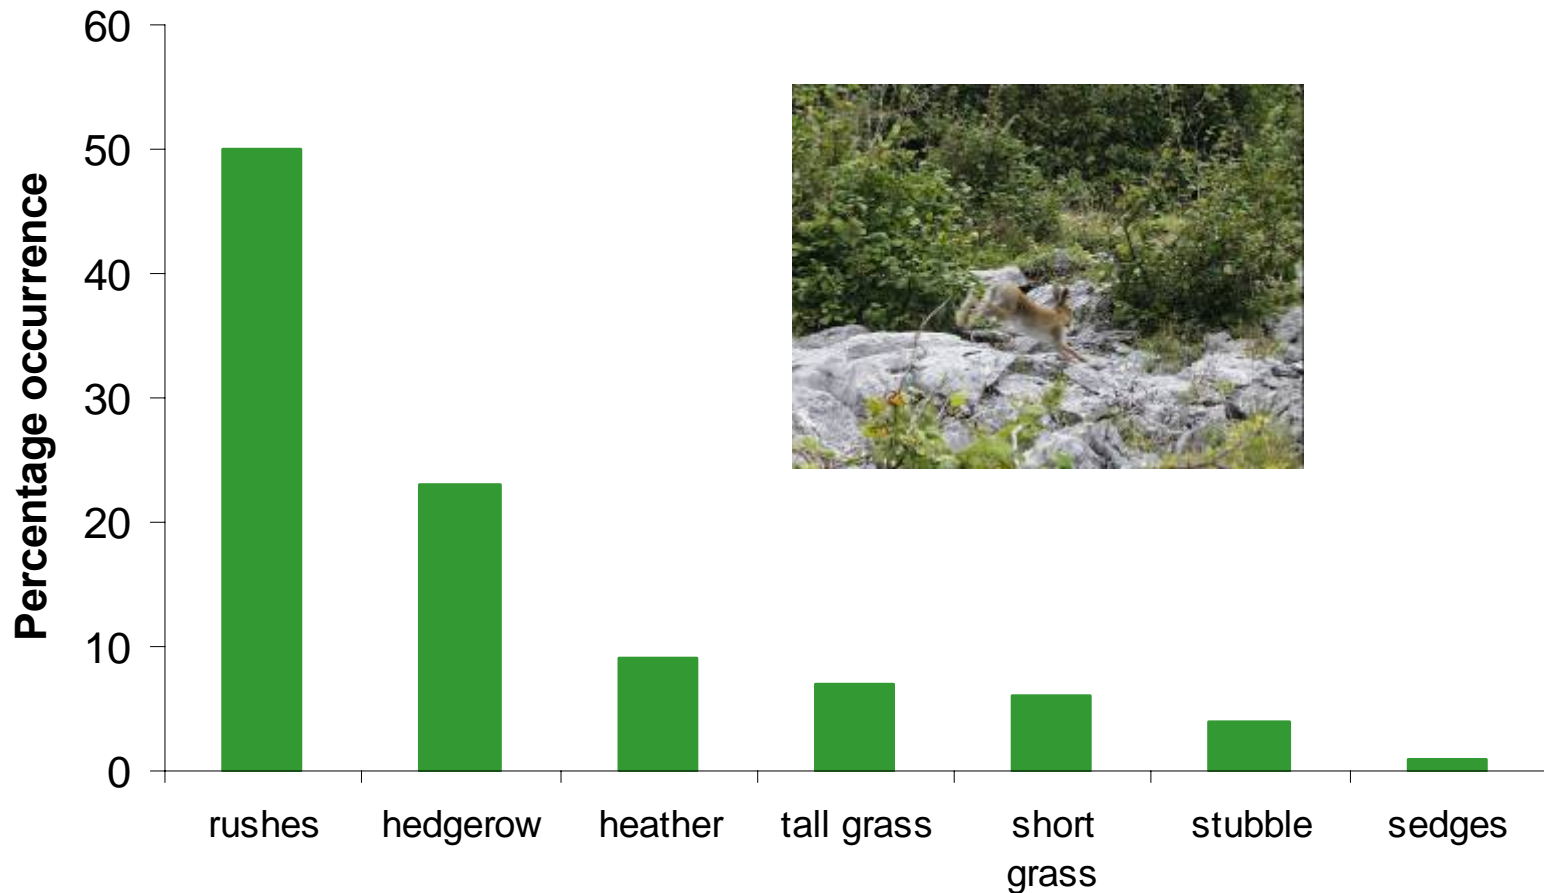 60
50
40
30
20
10
0
Percentage occurrence
rushes
hedgerow
heather
tall grass
short
grass
stubble
sedges